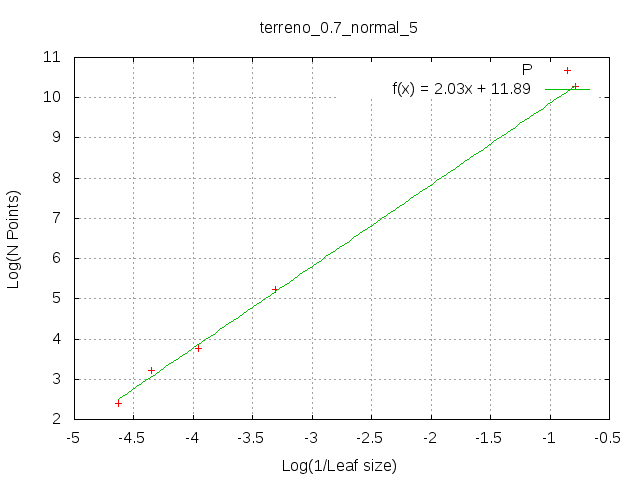 terreno_0.7_normal_5
11
10
9
8
7
6
5
4
3
2
Log(N Points)
P
f(x) = 2.03x + 11.89
-5 -4.5 -4 -3.5 -3 -2.5 -2 -1.5 -1 -0.5
Log(1/Leaf size)